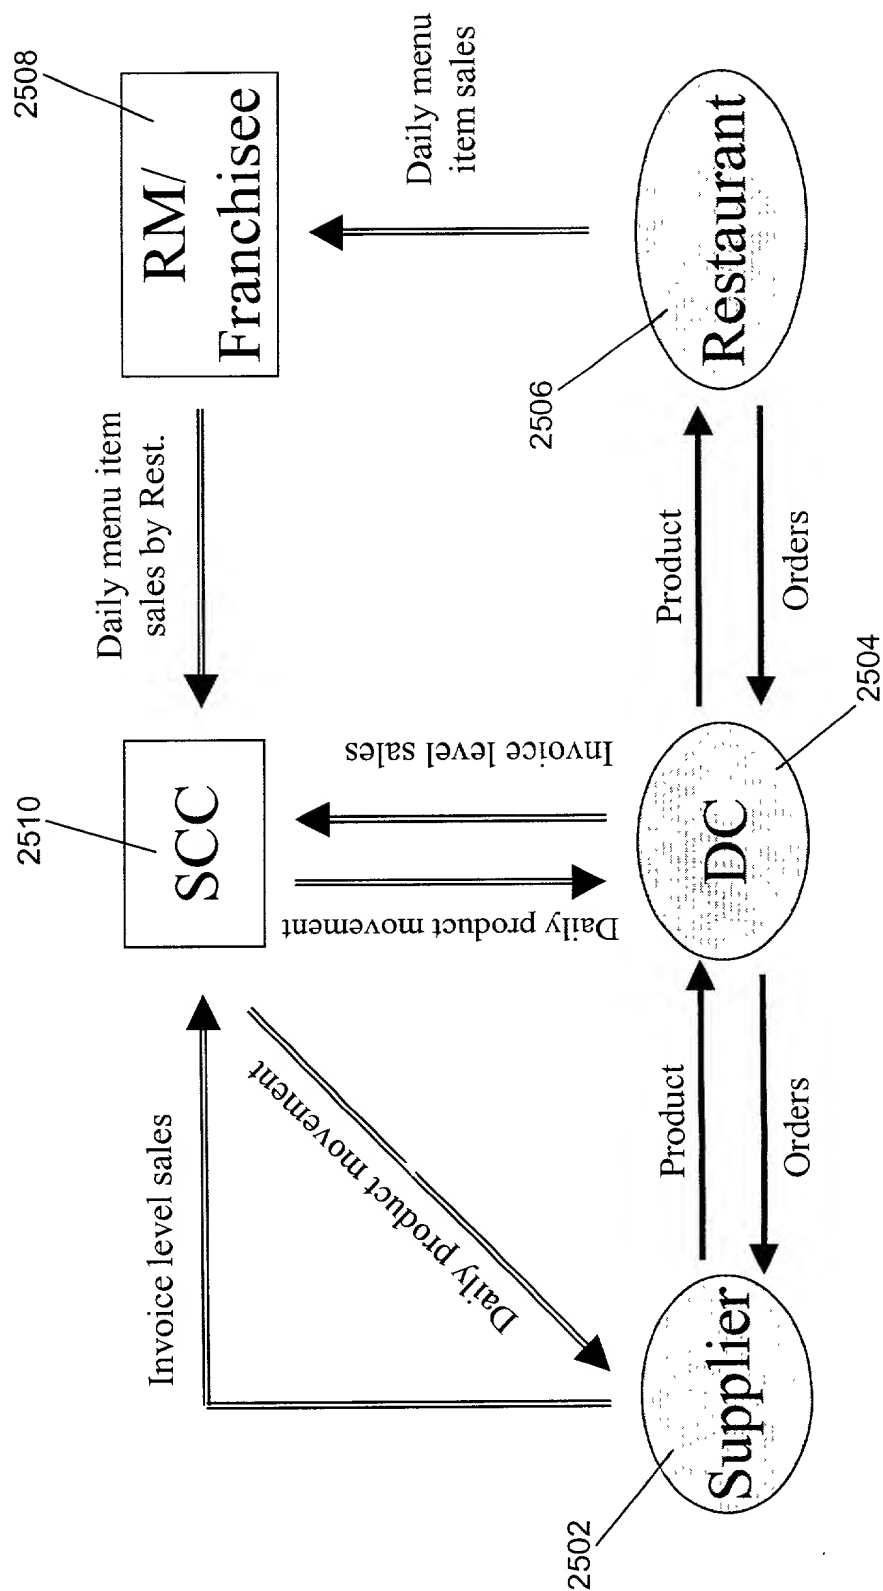 2510
2508
SCC
RM/
Franchisee
Daily menu item
sales by Rest.
Invoice level sales
Daily product
movement
Daily product movement
Invoice level sales
Daily menu
item sales
Product
Orders
Product
Orders
Supplier
DC
Restaurant
2502
2504
2506